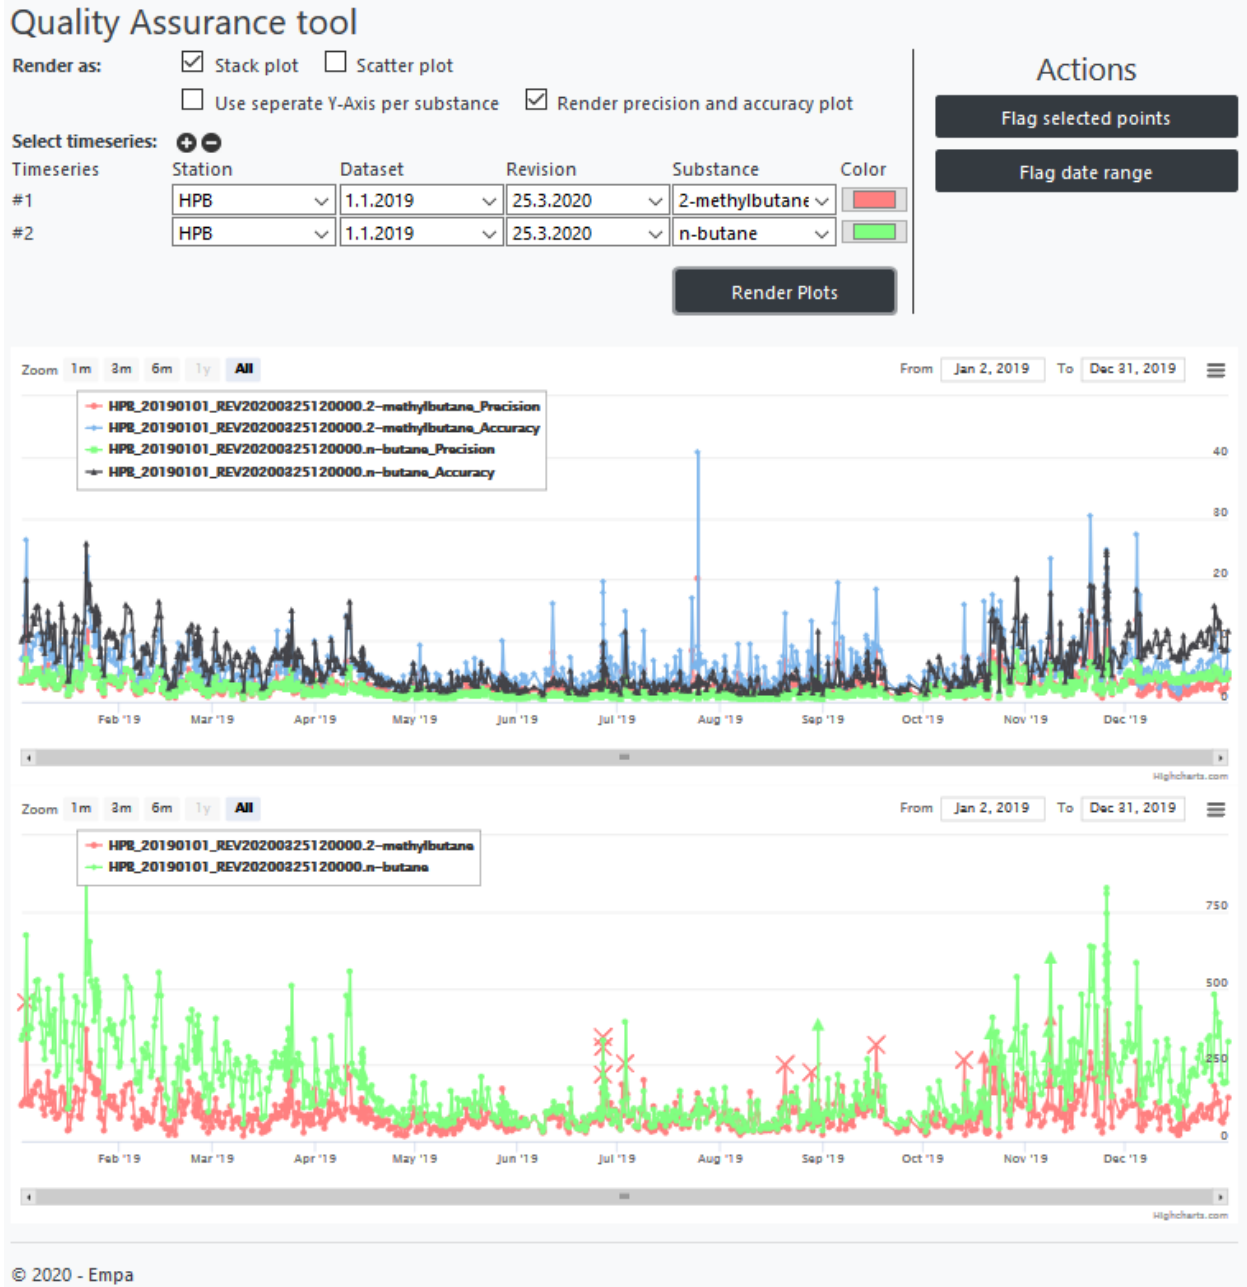 Quality Assurance tool
Render as: Stack plot Scatter plot
Use seperate Y-Axis per substance Render precision and accuracy plot
Select timeseries:
Timeseries Station Dataset Revision Substance Color
#1 HPB 1.1.2019 25.3.2020 2-methylbutane
#2 HPB 1.1.2019 25.3.2020 n-butane
Render Plots
Actions
Flag selected points
Flag date range
Zoom 1m 3m 6m 1y All From Jan 2, 2019 To Dec 31, 2019
HPB_20190101_REV20200325120000.2-methylbutane_Precision
HPB_20190101_REV20200325120000.2-methylbutane_Accuracy
HPB_20190101_REV20200325120000.n-butane_Precision
HPB_20190101_REV20200325120000.n-butane_Accuracy
40
30
20
10
0
Feb '19 Mar '19 Apr '19 May '19 Jun '19 Jul '19 Aug '19 Sep '19 Oct '19 Nov '19 Dec '19
Highcharts.com
Zoom 1m 3m 6m 1y All From Jan 2, 2019 To Dec 31, 2019
HPB_20190101_REV20200325120000.2-methylbutane
HPB_20190101_REV20200325120000.n-butane
750
500
250
0
Feb '19 Mar '19 Apr '19 May '19 Jun '19 Jul '19 Aug '19 Sep '19 Oct '19 Nov '19 Dec '19
Highcharts.com
© 2020 - Empa